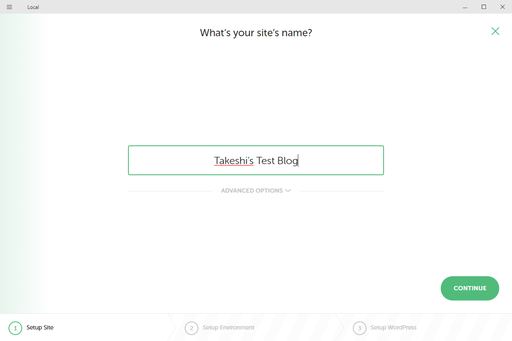 Local
What's your site's name?
Takeshi's Test Blog
ADVANCED OPTIONS
CONTINUE
1 Setup Site
2 Setup Environment
3 Setup WordPress